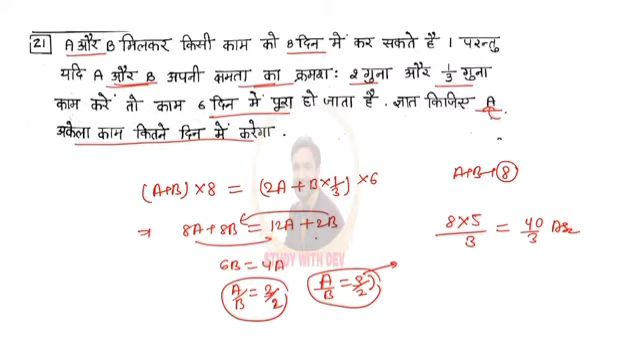 21 A और B मिलकर किसी काम को 8 दिन में कर सकते है । परन्तु
यदि A और B अपनी क्षमता का क्रमशः 2 गुना और 1/3 गुना
काम करें तो काम 6 दिन में पूरा हो जाता है . ज्ञात किजिए A
अकेला काम कितने दिन में करेगा .
(A+B) × 8 = (2A + B × 1/3) × 6
A+B → 8
⇒ 8A + 8B = 12A + 2B
8×5/3 = 40/3 Ans
6B = 4A
A/B = 3/2
A/B = 3/2
STUDY WITH DEV